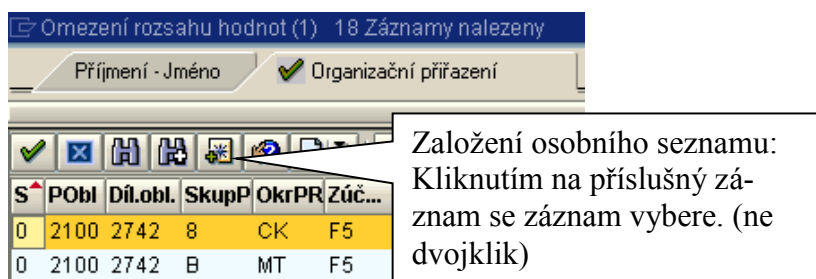 Omezení rozsahu hodnot (1) 18 Záznamy nalezeny
Příjmení - Jméno Organizační přiřazení
Založení osobního seznamu:
Kliknutím na příslušný zá-
znam se záznam vybere. (ne
dvojklik)
S PObl Díl.obl. SkupP OkrPR Zúč...
0 2100 2742 8 CK F5
0 2100 2742 B MT F5